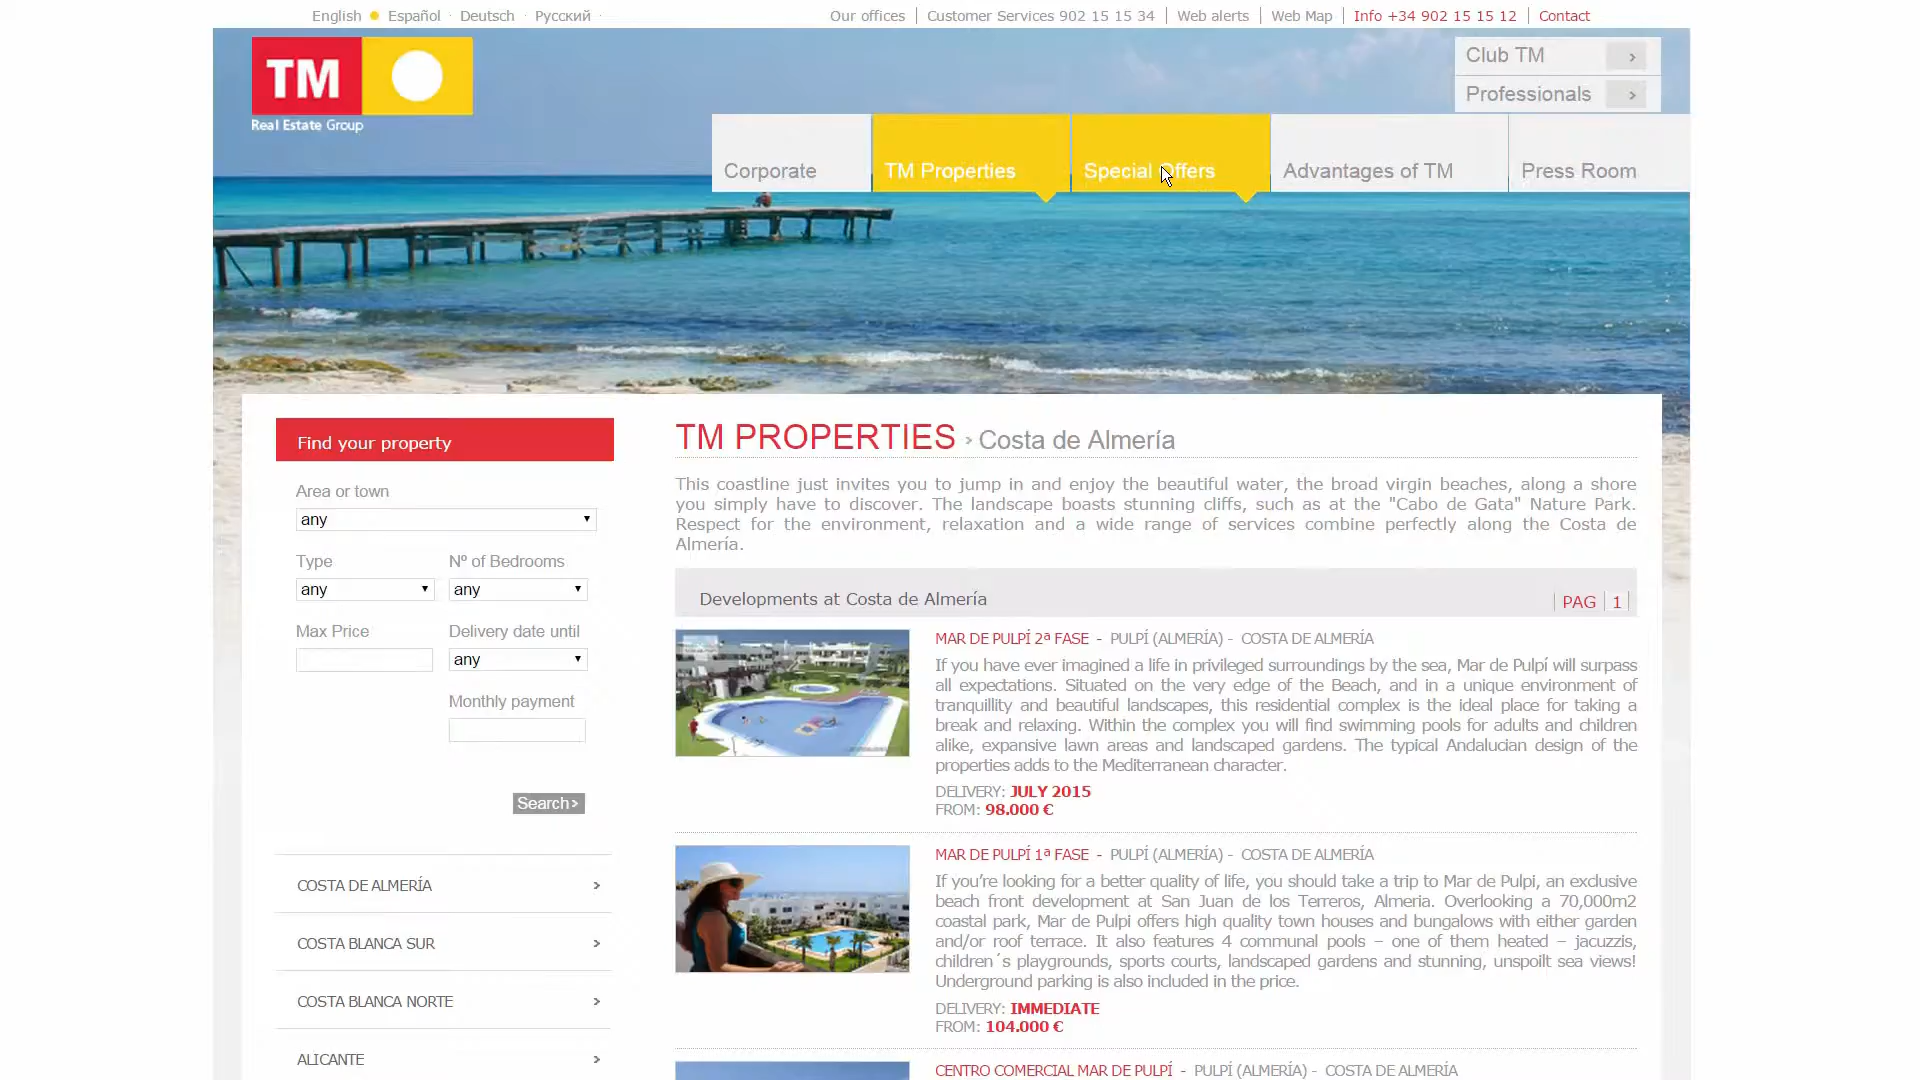 English Español Deutsch Русский
Our offices Customer Services 902 15 15 34 Web alerts Web Map Info +34 902 15 15 12 Contact
TM
Real Estate Group
Club TM >
Professionals >
Corporate TM Properties Special Offers Advantages of TM Press Room
Find your property
Area or town
any
Type Nº of Bedrooms
any any
Max Price Delivery date until
any
Monthly payment
Search>
COSTA DE ALMERÍA >
COSTA BLANCA SUR >
COSTA BLANCA NORTE >
ALICANTE >
TM PROPERTIES > Costa de Almería
This coastline just invites you to jump in and enjoy the beautiful water, the broad virgin beaches, along a shore
you simply have to discover. The landscape boasts stunning cliffs, such as at the "Cabo de Gata" Nature Park.
Respect for the environment, relaxation and a wide range of services combine perfectly along the Costa de
Almería.
Developments at Costa de Almería PAG 1
MAR DE PULPÍ 2ª FASE - PULPÍ (ALMERÍA) - COSTA DE ALMERÍA
If you have ever imagined a life in privileged surroundings by the sea, Mar de Pulpí will surpass
all expectations. Situated on the very edge of the Beach, and in a unique environment of
tranquillity and beautiful landscapes, this residential complex is the ideal place for taking a
break and relaxing. Within the complex you will find swimming pools for adults and children
alike, expansive lawn areas and landscaped gardens. The typical Andalucian design of the
properties adds to the Mediterranean character.
DELIVERY: JULY 2015
FROM: 98.000 €
MAR DE PULPÍ 1ª FASE - PULPÍ (ALMERÍA) - COSTA DE ALMERÍA
If you’re looking for a better quality of life, you should take a trip to Mar de Pulpi, an exclusive
beach front development at San Juan de los Terreros, Almeria. Overlooking a 70,000m2
coastal park, Mar de Pulpi offers high quality town houses and bungalows with either garden
and/or roof terrace. It also features 4 communal pools – one of them heated – jacuzzis,
children´s playgrounds, sports courts, landscaped gardens and stunning, unspoilt sea views!
Underground parking is also included in the price.
DELIVERY: IMMEDIATE
FROM: 104.000 €
CENTRO COMERCIAL MAR DE PULPÍ - PULPÍ (ALMERÍA) - COSTA DE ALMERÍA